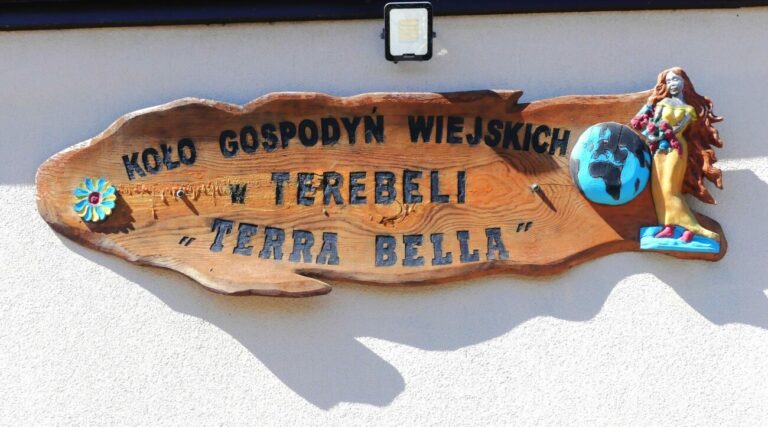 KOŁO GOSPODYŃ WIEJSKICH
w TEREBELI
„TERRA BELLA”